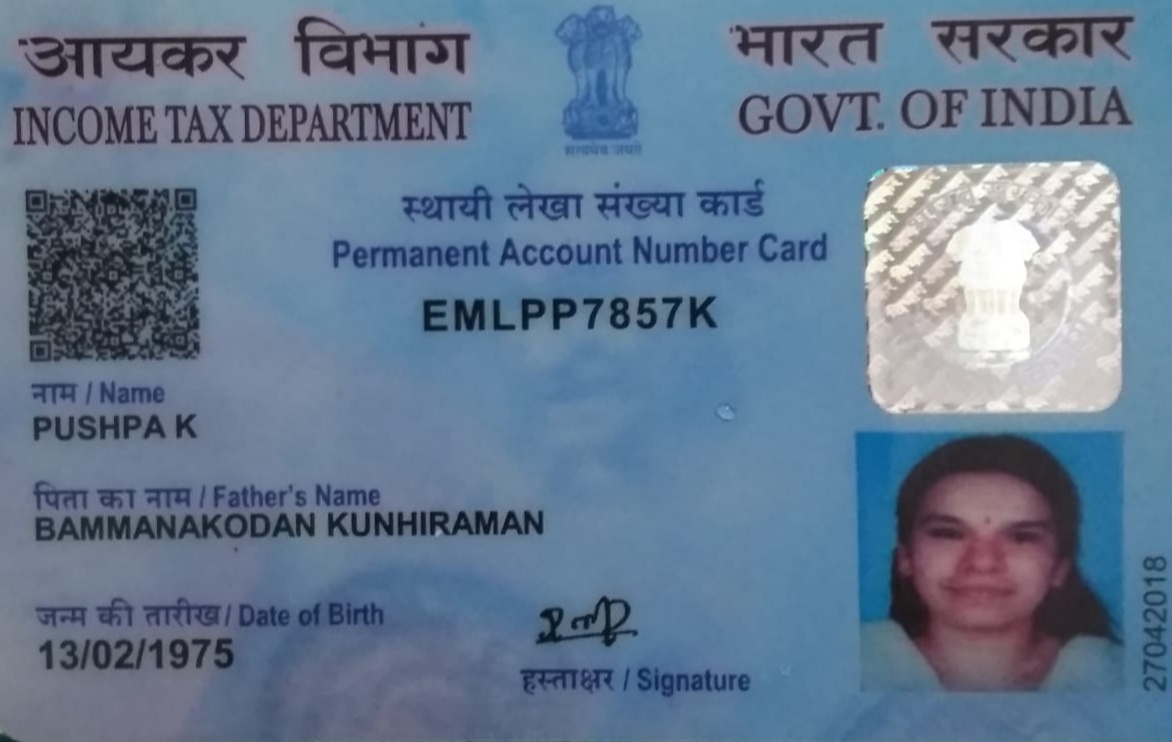 आयकर विभाग
INCOME TAX DEPARTMENT
सत्यमेव जयते
भारत सरकार
GOVT. OF INDIA
स्थायी लेखा संख्या कार्ड
Permanent Account Number Card
EMLPP7857K
नाम / Name
PUSHPA K
पिता का नाम / Father's Name
BAMMANAKODAN KUNHIRAMAN
जन्म की तारीख / Date of Birth
13/02/1975
हस्ताक्षर / Signature
27042018